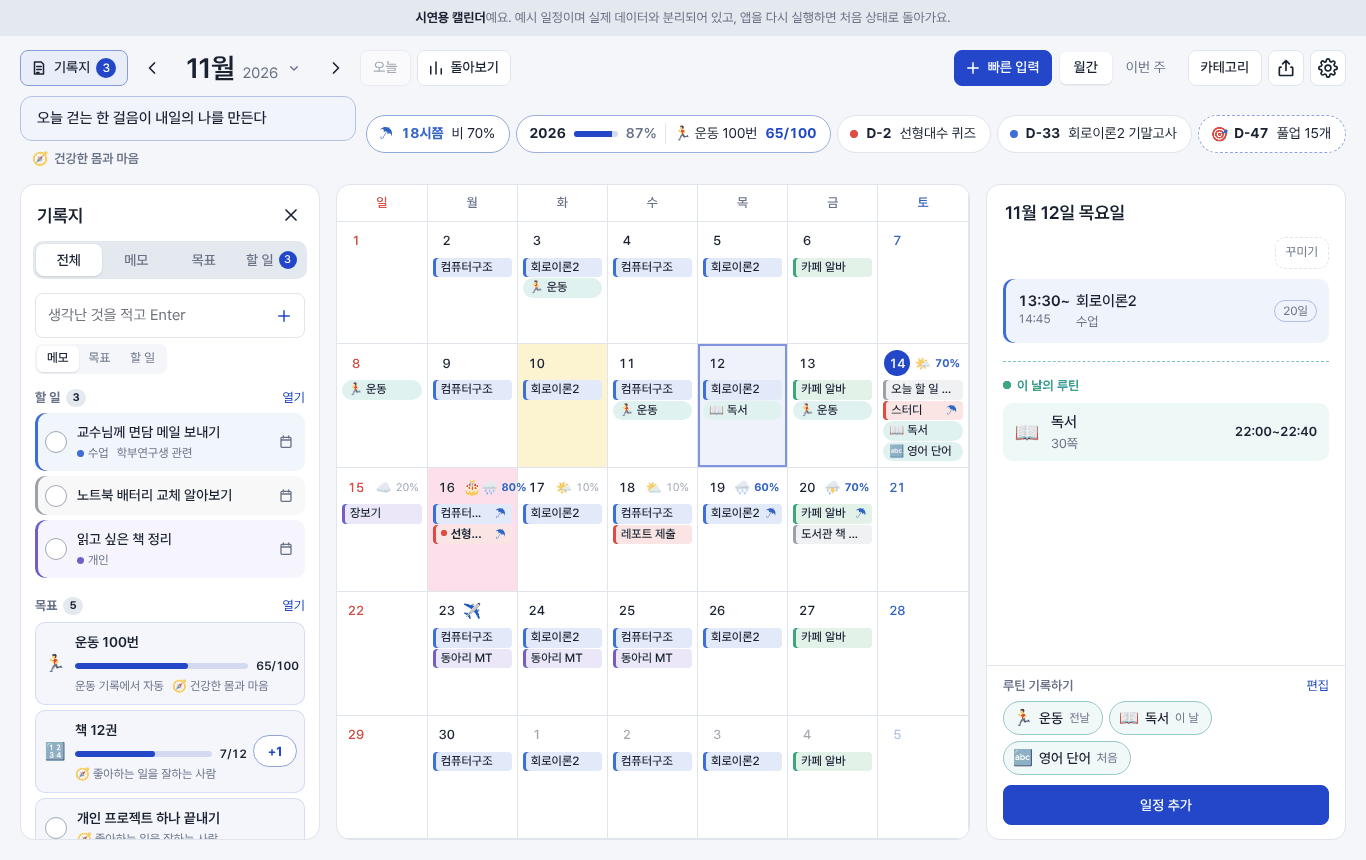 시연용 캘린더예요. 예시 일정이며 실제 데이터와 분리되어 있고, 앱을 다시 실행하면 처음 상태로 돌아가요.
기록지 3
11월 2026
오늘
돌아보기
빠른 입력
월간
이번 주
카테고리
오늘 걷는 한 걸음이 내일의 나를 만든다
건강한 몸과 마음
18시쯤 비 70%
2026 87% 운동 100번 65/100
D-2 선형대수 퀴즈
D-33 회로이론2 기말고사
D-47 풀업 15개
기록지
전체 메모 목표 할 일 3
생각난 것을 적고 Enter
메모 목표 할 일
할 일 3 열기
교수님께 면담 메일 보내기
수업 학부연구생 관련
노트북 배터리 교체 알아보기
읽고 싶은 책 정리
개인
목표 5 열기
운동 100번
65/100
운동 기록에서 자동 건강한 몸과 마음
책 12권
7/12 +1
좋아하는 일을 잘하는 사람
개인 프로젝트 하나 끝내기
좋아하는 일을 잘하는 사람
일 월 화 수 목 금 토
1 2 3 4 5 6 7
컴퓨터구조 회로이론2 컴퓨터구조 회로이론2 카페 알바
운동
8 9 10 11 12 13 14 70%
운동 컴퓨터구조 회로이론2 컴퓨터구조 회로이론2 카페 알바 오늘 할 일 ...
운동 독서 운동 스터디
독서
영어 단어
15 20% 16 80% 17 10% 18 10% 19 60% 20 70% 21
장보기 컴퓨터... 회로이론2 컴퓨터구조 회로이론2 카페 알바
선형... 레포트 제출 도서관 책 ...
22 23 24 25 26 27 28
컴퓨터구조 회로이론2 컴퓨터구조 회로이론2 카페 알바
동아리 MT 동아리 MT 동아리 MT
29 30 1 2 3 4 5
컴퓨터구조 회로이론2 컴퓨터구조 회로이론2 카페 알바
11월 12일 목요일
꾸미기
13:30~ 회로이론2
14:45 수업
20일
이 날의 루틴
독서
30쪽
22:00~22:40
루틴 기록하기 편집
운동 전날
독서 이 날
영어 단어 처음
일정 추가